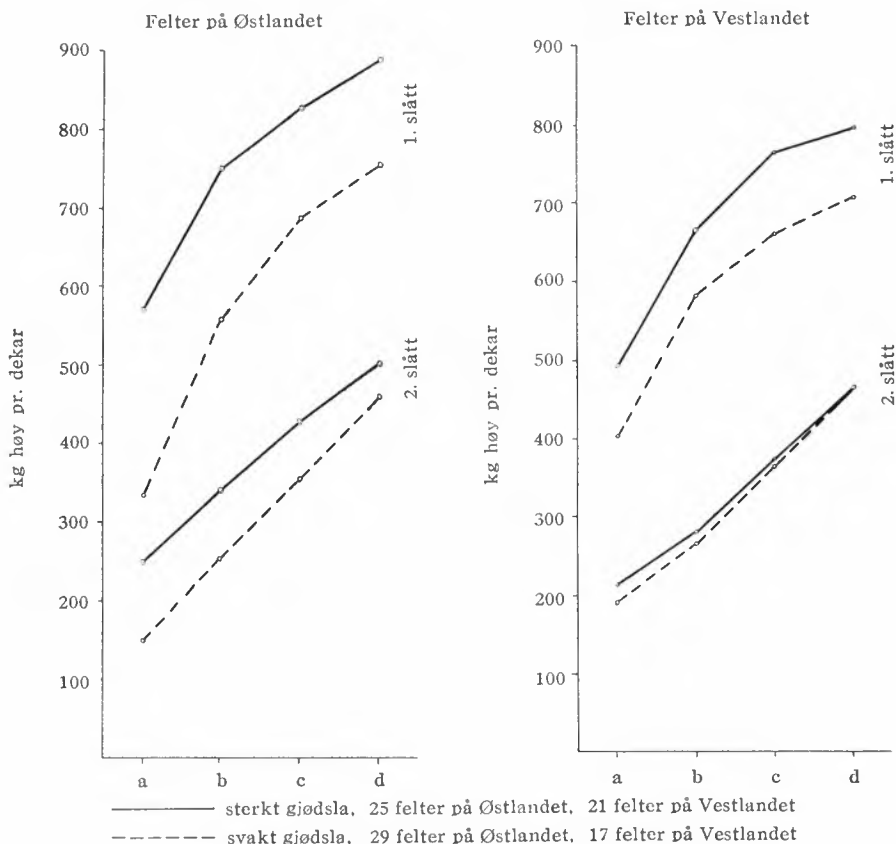 Felter på Østlandet
900
800
700
600
500
400
300
200
100
kg høy pr. dekar
1. slått
2. slått
a b c d
Felter på Vestlandet
900
800
700
600
500
400
300
200
100
kg høy pr. dekar
1. slått
2. slått
a b c d
sterkt gjødsla, 25 felter på Østlandet, 21 felter på Vestlandet
svakt gjødsla, 29 felter på Østlandet, 17 felter på Vestlandet